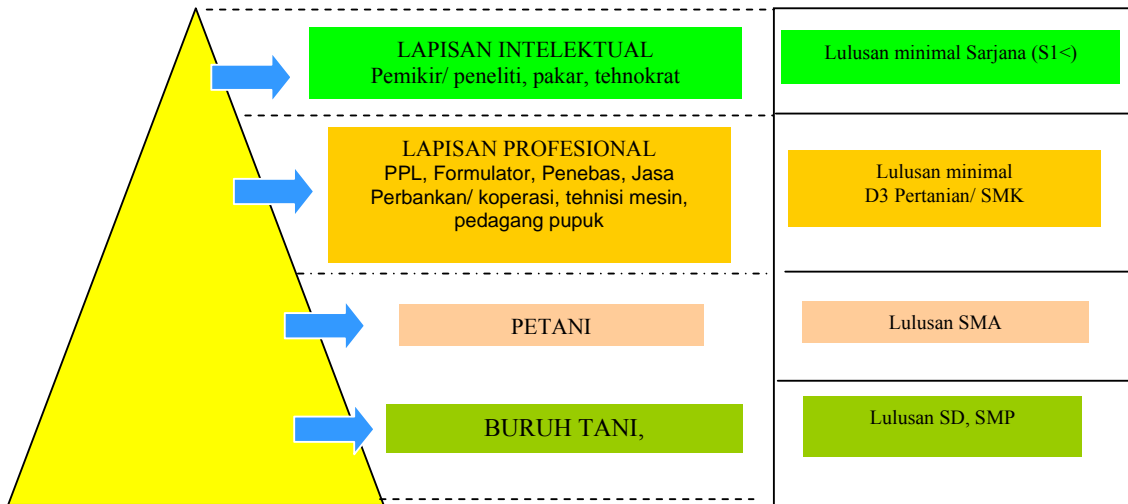 LAPISAN INTELEKTUAL
Pemikir/ peneliti, pakar, tehnokrat
Lulusan minimal Sarjana (S1<)
LAPISAN PROFESIONAL
PPL, Formulator, Penebas, Jasa
Perbankan/ koperasi, tehnisi mesin,
pedagang pupuk
Lulusan minimal
D3 Pertanian/ SMK
PETANI
Lulusan SMA
BURUH TANI,
Lulusan SD, SMP